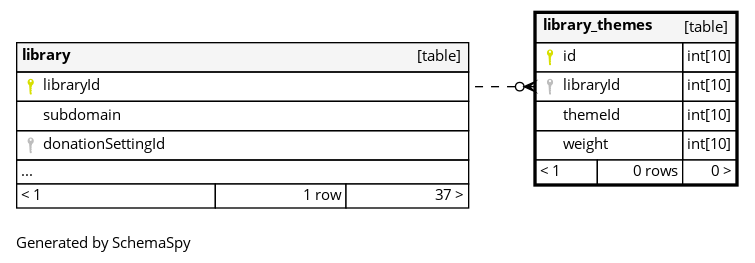 library [table]
libraryId
subdomain
donationSettingId
...
< 1 1 row 37 >
library_themes [table]
id int[10]
libraryId int[10]
themeId int[10]
weight int[10]
< 1 0 rows 0 >
Generated by SchemaSpy